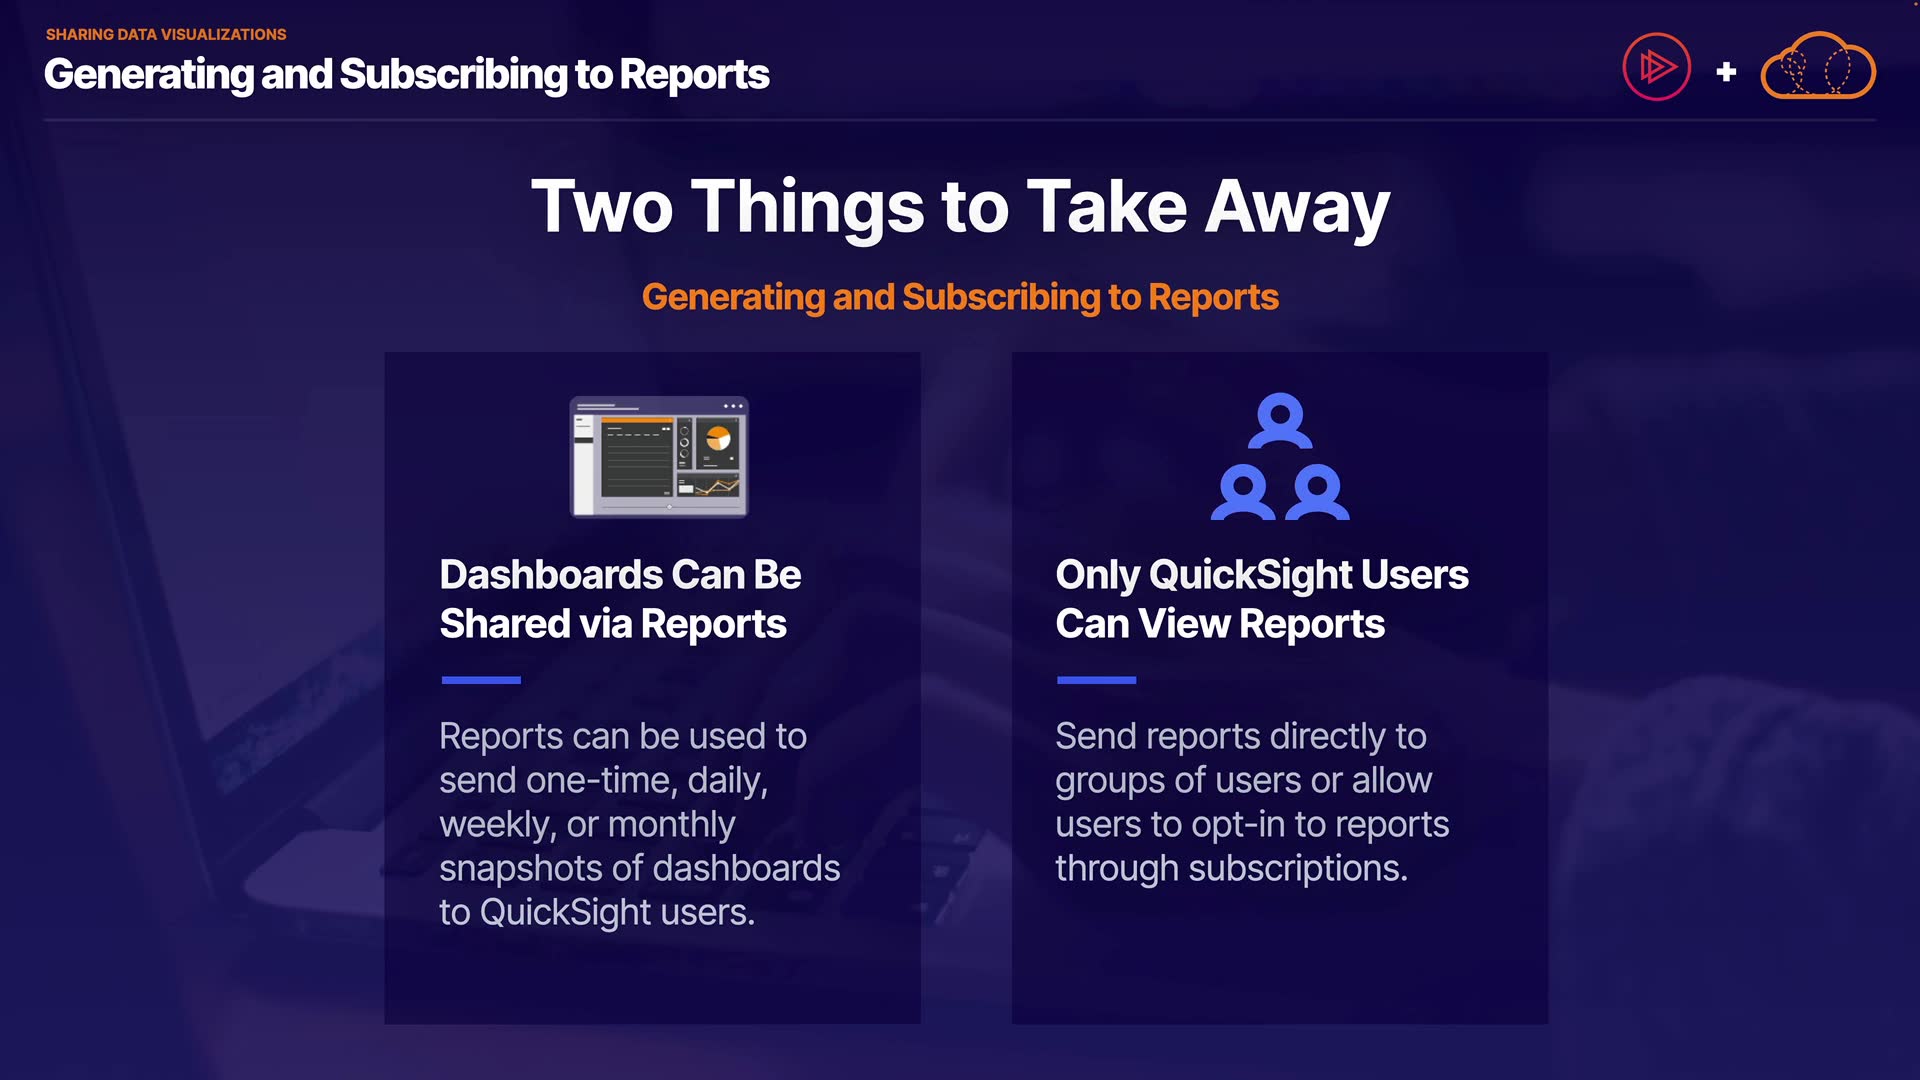 SHARING DATA VISUALIZATIONS
Generating and Subscribing to Reports
Two Things to Take Away
Generating and Subscribing to Reports
Dashboards Can Be
Shared via Reports
Reports can be used to
send one-time, daily,
weekly, or monthly
snapshots of dashboards
to QuickSight users.
Only QuickSight Users
Can View Reports
Send reports directly to
groups of users or allow
users to opt-in to reports
through subscriptions.